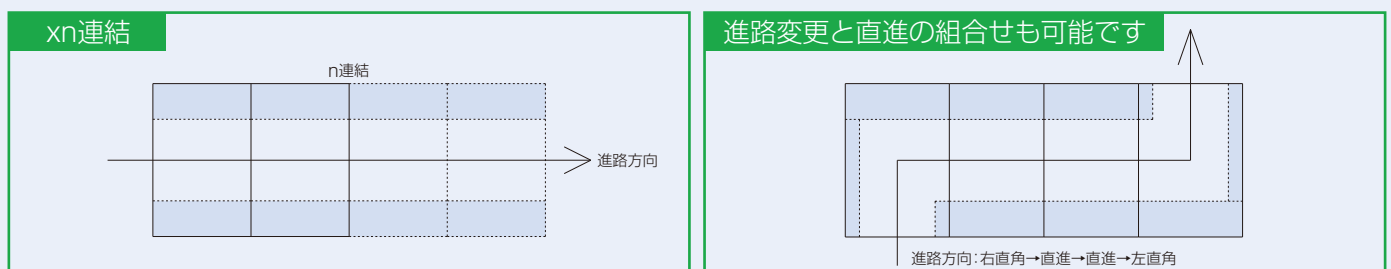 xn連結
n連結
進路方向
進路変更と直進の組合せも可能です
進路方向:右直角→直進→直進→左直角